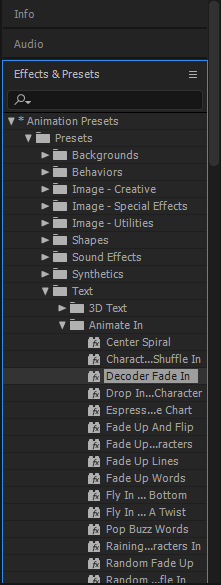 Info
Audio
Effects & Presets
* Animation Presets
Presets
Backgrounds
Behaviors
Image - Creative
Image - Special Effects
Image - Utilities
Shapes
Sound Effects
Synthetics
Text
3D Text
Animate In
Center Spiral
Charact...Shuffle In
Decoder Fade In
Drop In...Character
Espress...e Chart
Fade Up And Flip
Fade Up...racters
Fade Up Lines
Fade Up Words
Fly In ... Bottom
Fly In ... A Twist
Pop Buzz Words
Raining...racters In
Random Fade Up
Random ...fle In